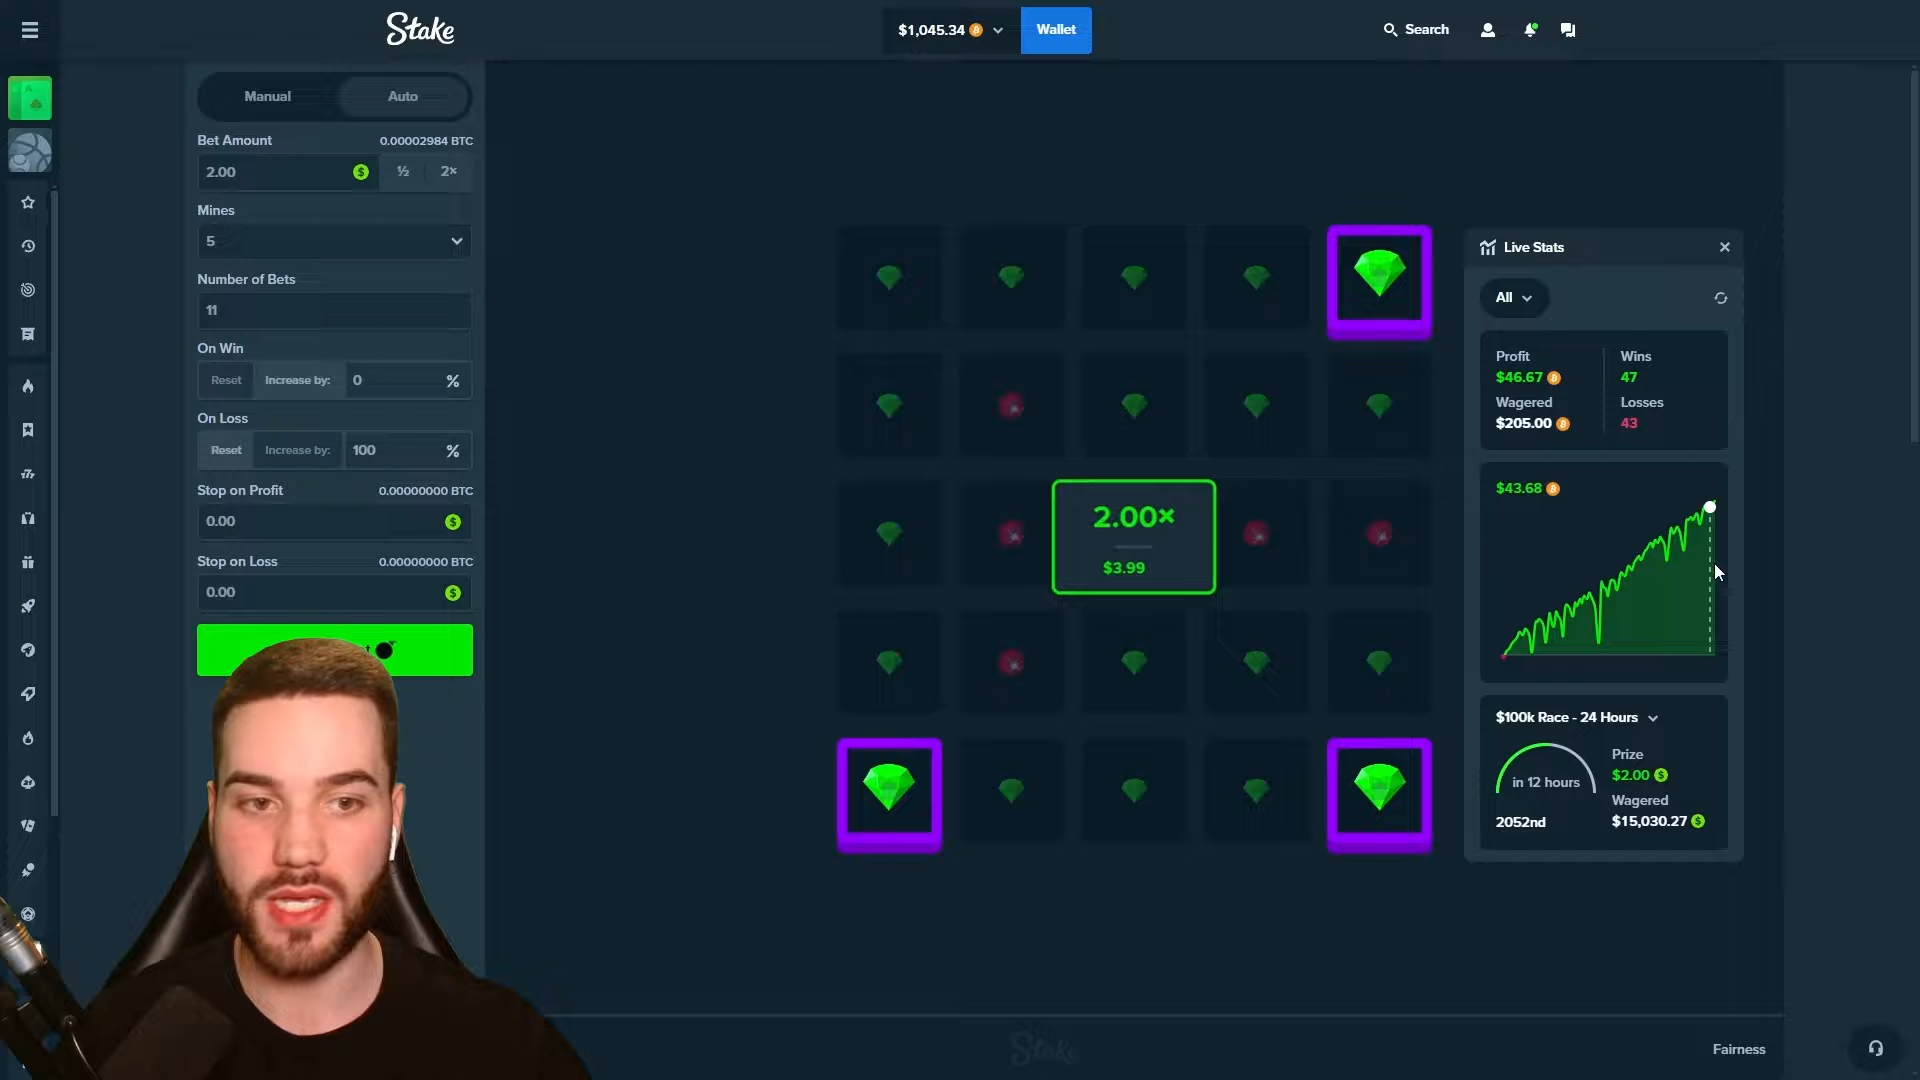 Stake
$1,045.34
Wallet
Search
Manual
Auto
Bet Amount
0.00002984 BTC
2.00
½
2×
Mines
5
Number of Bets
11
On Win
Reset
Increase by:
0
%
On Loss
Reset
Increase by:
100
%
Stop on Profit
0.00000000 BTC
0.00
Stop on Loss
0.00000000 BTC
0.00
2.00×
$3.99
Live Stats
All
Profit
Wins
$46.67
47
Wagered
Losses
$205.00
43
$43.68
$100k Race - 24 Hours
in 12 hours
Prize
$2.00
Wagered
2052nd
$15,030.27
Stake
Fairness